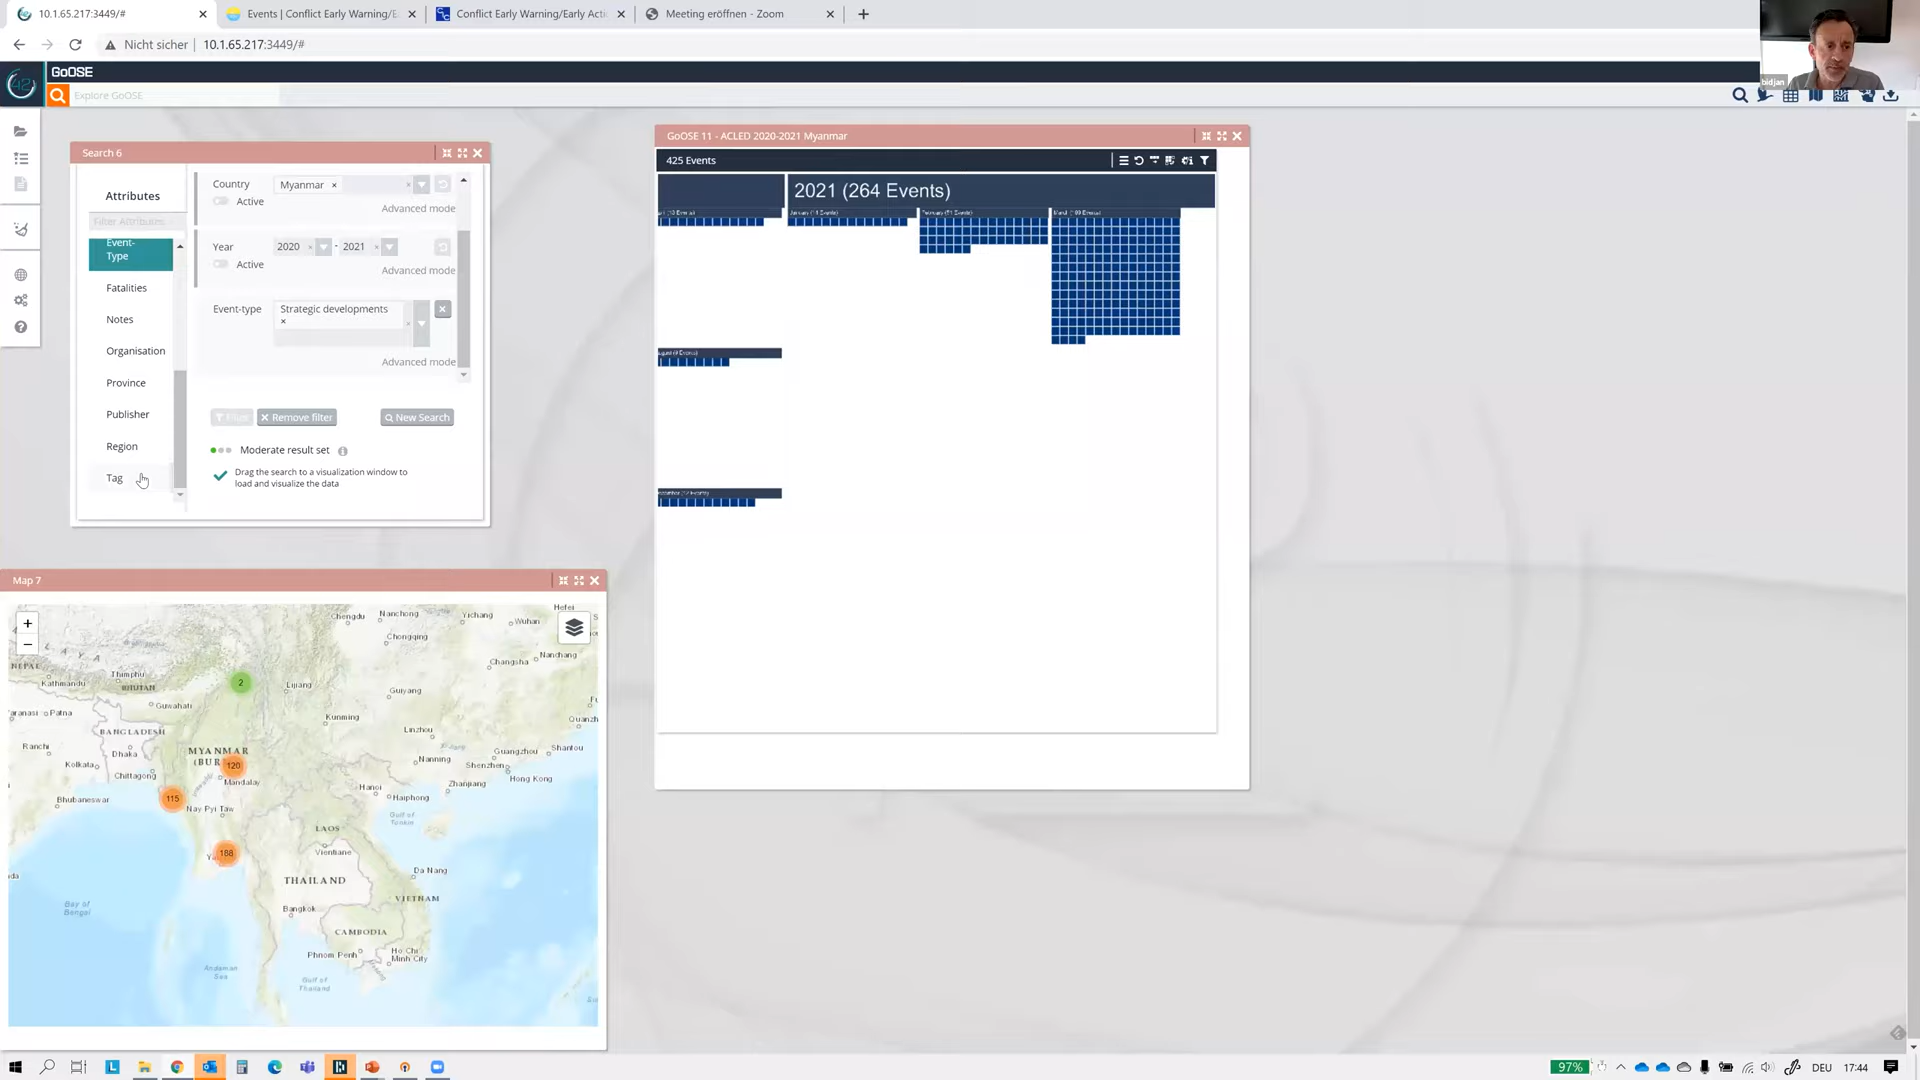 10.1.65.217:3449/#
Events | Conflict Early Warning/E
Conflict Early Warning/Early Acti
Meeting eröffnen - Zoom
Nicht sicher
10.1.65.217:3449/#
bidjan
GoOSE
Explore GoOSE
Search 6
Attributes
Filter Attributes
Event-
Type
Fatalities
Notes
Organisation
Province
Publisher
Region
Tag
Country
Myanmar ×
Active
Advanced mode
Year
2020 × - 2021 ×
Active
Advanced mode
Event-type
Strategic developments
×
Advanced mode
Filter
Remove filter
New Search
Moderate result set
Drag the search to a visualization window to
load and visualize the data
GoOSE 11 - ACLED 2020-2021 Myanmar
425 Events
2021 (264 Events)
Map 7
+
−
Hefei
Chengdu
Nanchong
Yichang
Wuhan
Chongqing
Changsha
Nanchang
NEPAL
Kathmandu
Thimphu
BHUTAN
2
Lijiang
Guiyang
Guwahati
Patna
Kunming
BANGLADESH
Linzhou
Ranchi
Dhaka
MYANMAR
Guangzhou
Shantou
Kolkata
120
Nanning
Shenzhen
Chittagong
Mandalay
Hong Kong
Zhanjiang
Hanoi
Bhubaneswar
115
Haiphong
Nay Pyi Taw
Gulf of
Tonkin
LAOS
188
Vientiane
Da Nang
THAILAND
VIETNAM
Bay of
Bengal
Bangkok
CAMBODIA
Ho Chi
Minh City
Phnom Penh
Andaman
Sea
Gulf of
Thailand
97%
DEU
17:44